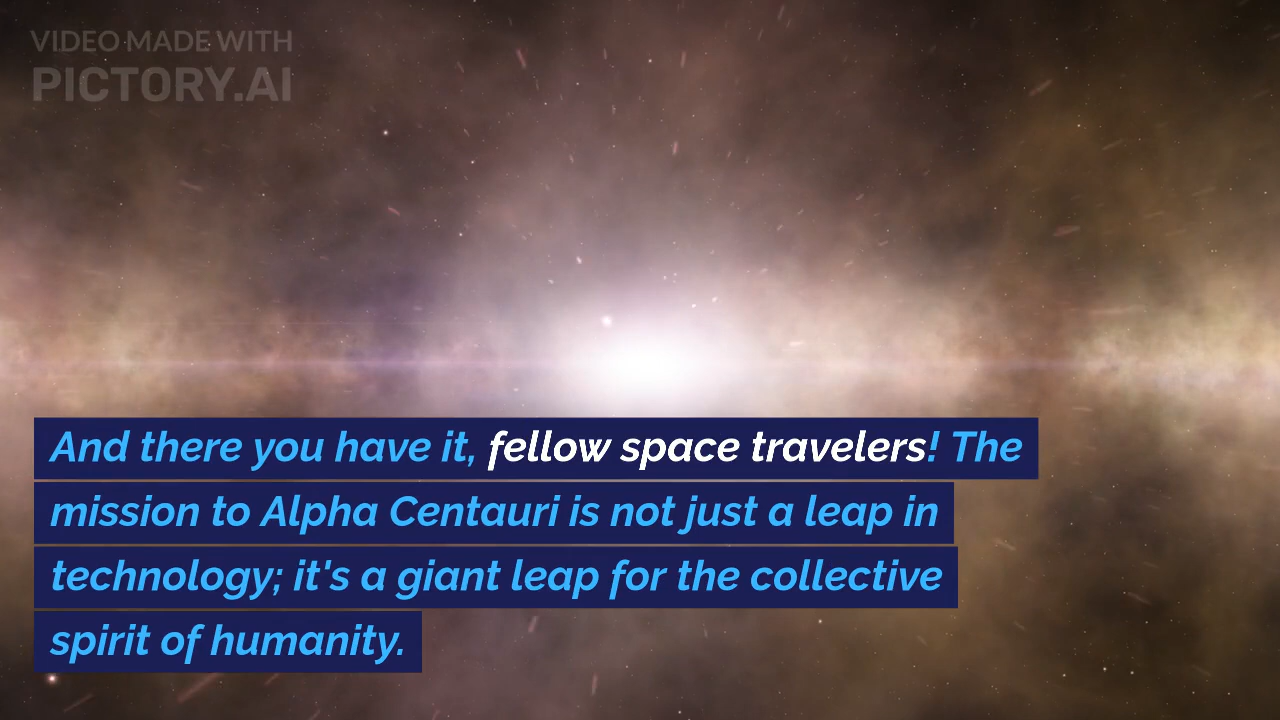 VIDEO MADE WITH
PICTORY.AI
And there you have it, fellow space travelers! The
mission to Alpha Centauri is not just a leap in
technology; it's a giant leap for the collective
spirit of humanity.